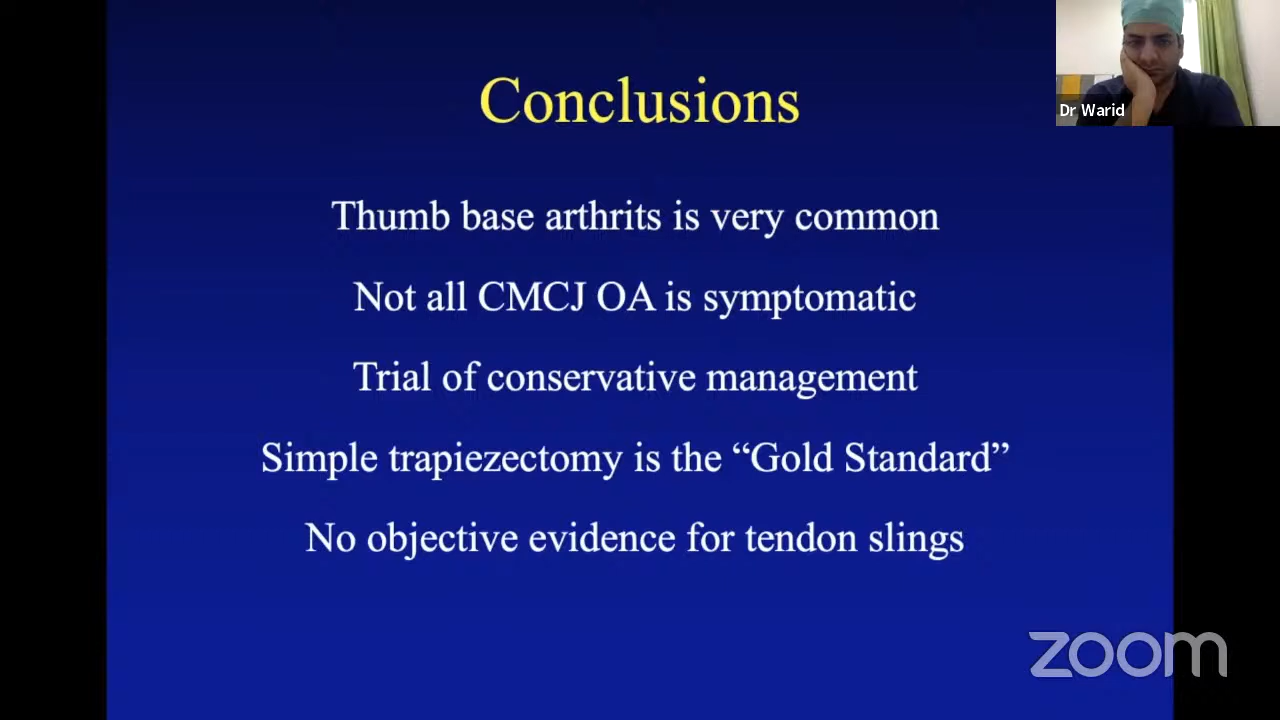 Conclusions
Dr Warid
Thumb base arthrits is very common
Not all CMCJ OA is symptomatic
Trial of conservative management
Simple trapiezectomy is the “Gold Standard”
No objective evidence for tendon slings
zoom